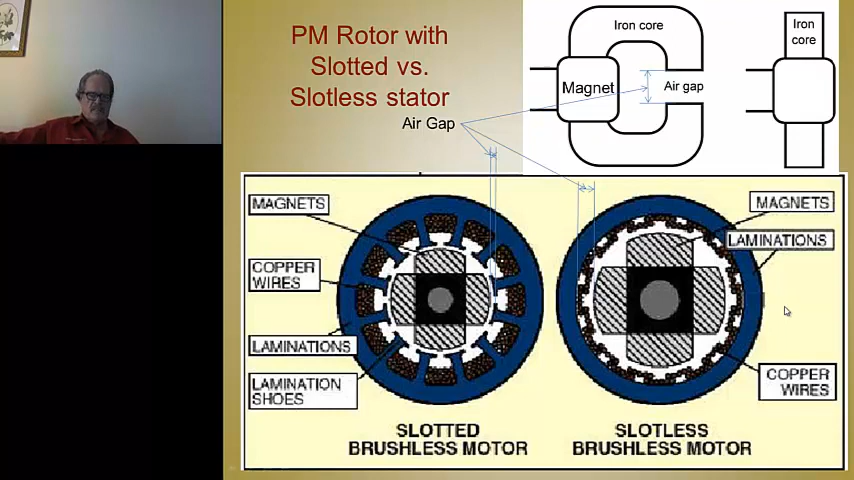 PM Rotor with
Slotted vs.
Slotless stator
Air Gap
Iron core
Magnet
Air gap
Iron
core
MAGNETS
COPPER
WIRES
LAMINATIONS
LAMINATION
SHOES
SLOTTED
BRUSHLESS MOTOR
MAGNETS
LAMINATIONS
COPPER
WIRES
SLOTLESS
BRUSHLESS MOTOR